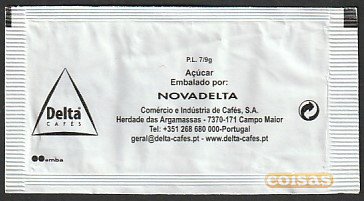 P.L. 7/9g
Açúcar
Embalado por:
NOVADELTA
Comércio e Indústria de Cafés, S.A.
Herdade das Argamassas - 7370-171 Campo Maior
Tel: +351 268 680 000-Portugal
geral@delta-cafes.pt - www.delta-cafes.pt
Delta
CAFÉS
amba
coisas